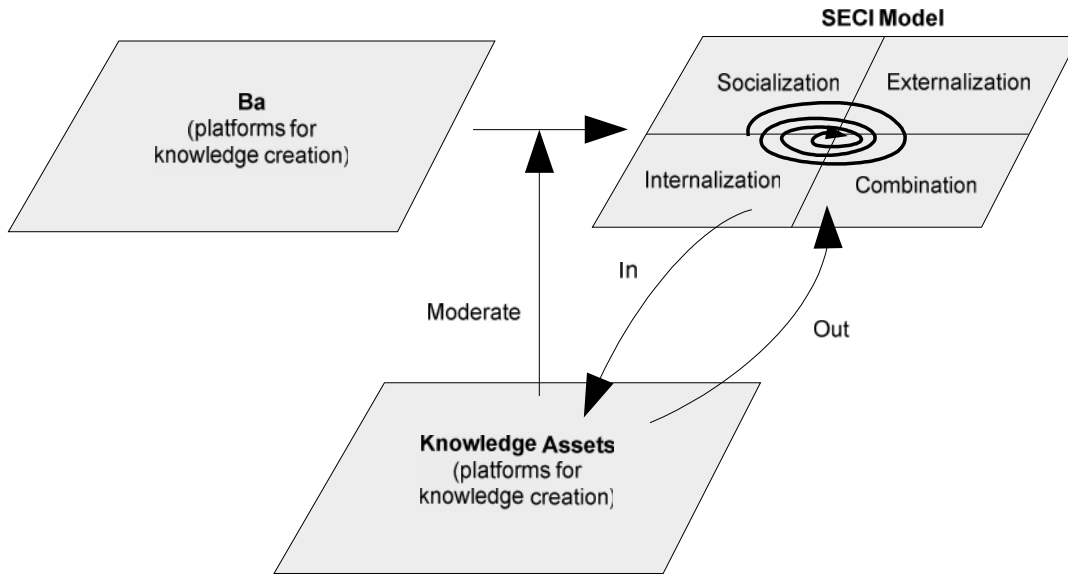 SECI Model
Ba
(platforms for
knowledge creation)
Socialization
Externalization
Internalization
Combination
In
Moderate
Out
Knowledge Assets
(platforms for
knowledge creation)